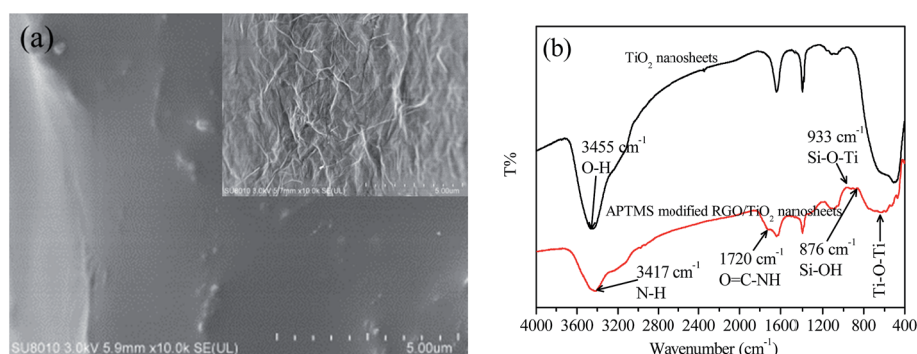 (a)
SU8010 3.0kV 5.7mm x10.0k SE(UL)
5.00um
SU8010 3.0kV 5.9mm x10.0k SE(UL)
5.00um
(b)
TiO₂ nanosheets
3455 cm⁻¹
O-H
933 cm⁻¹
Si-O-Ti
APTMS modified RGO/TiO₂ nanosheets
3417 cm⁻¹
N-H
1720 cm⁻¹
O=C-NH
876 cm⁻¹
Si-OH
Ti-O-Ti
T%
4000 3600 3200 2800 2400 2000 1600 1200 800 400
Wavenumber (cm⁻¹)